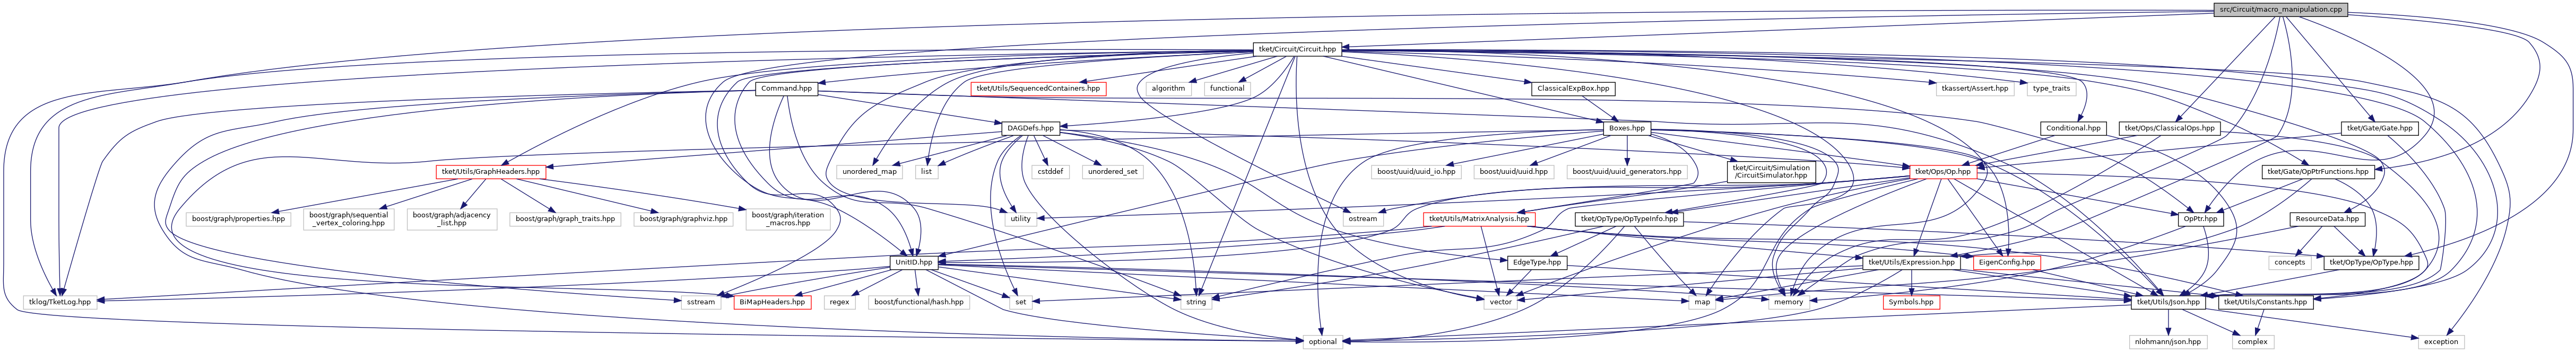 src/Circuit/macro_manipulation.cpp
tket/Circuit/Circuit.hpp
Command.hpp
tket/Utils/SequencedContainers.hpp
algorithm
functional
ClassicalExpBox.hpp
tkassert/Assert.hpp
type_traits
DAGDefs.hpp
Boxes.hpp
Conditional.hpp
tket/Ops/ClassicalOps.hpp
tket/Gate/Gate.hpp
tket/Utils/GraphHeaders.hpp
unordered_map
list
cstddef
unordered_set
boost/uuid/uuid_io.hpp
boost/uuid/uuid.hpp
boost/uuid/uuid_generators.hpp
tket/Circuit/Simulation
/CircuitSimulator.hpp
tket/Ops/Op.hpp
tket/Gate/OpPtrFunctions.hpp
boost/graph/properties.hpp
boost/graph/sequential
_vertex_coloring.hpp
boost/graph/adjacency
_list.hpp
boost/graph/graph_traits.hpp
boost/graph/graphviz.hpp
boost/graph/iteration
_macros.hpp
utility
ostream
tket/Utils/MatrixAnalysis.hpp
tket/OpType/OpTypeInfo.hpp
OpPtr.hpp
ResourceData.hpp
UnitID.hpp
EdgeType.hpp
tket/Utils/Expression.hpp
EigenConfig.hpp
concepts
tket/OpType/OpType.hpp
tklog/TketLog.hpp
sstream
BiMapHeaders.hpp
regex
boost/functional/hash.hpp
set
string
vector
map
memory
Symbols.hpp
tket/Utils/Json.hpp
tket/Utils/Constants.hpp
optional
nlohmann/json.hpp
complex
exception